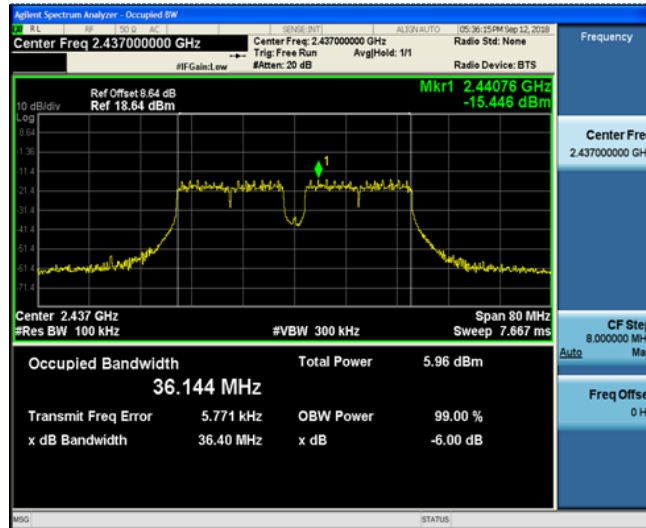 Agilent Spectrum Analyzer - Occupied BW
RL RF 50 Ω AC SENSE:INT ALIGN AUTO 05:36:15 PM Sep 12, 2018
Center Freq 2.437000000 GHz
Center Freq: 2.437000000 GHz
Radio Std: None
Trig: Free Run Avg|Hold: 1/1
#IFGain:Low #Atten: 20 dB Radio Device: BTS
Frequency
Ref Offset 8.64 dB
10 dB/div Ref 18.64 dBm
Mkr1 2.44076 GHz
-15.446 dBm
Log
8.64
-1.36
-11.4
-21.4
-31.4
-41.4
-51.4
-61.4
-71.4
1
Center 2.437 GHz Span 80 MHz
#Res BW 100 kHz #VBW 300 kHz Sweep 7.667 ms
Occupied Bandwidth Total Power 5.96 dBm
36.144 MHz
Transmit Freq Error 5.771 kHz OBW Power 99.00 %
x dB Bandwidth 36.40 MHz x dB -6.00 dB
Center Fre
2.437000000 GH
CF Step
8.000000 MH
Auto Ma
Freq Offse
0 H
MSG STATUS